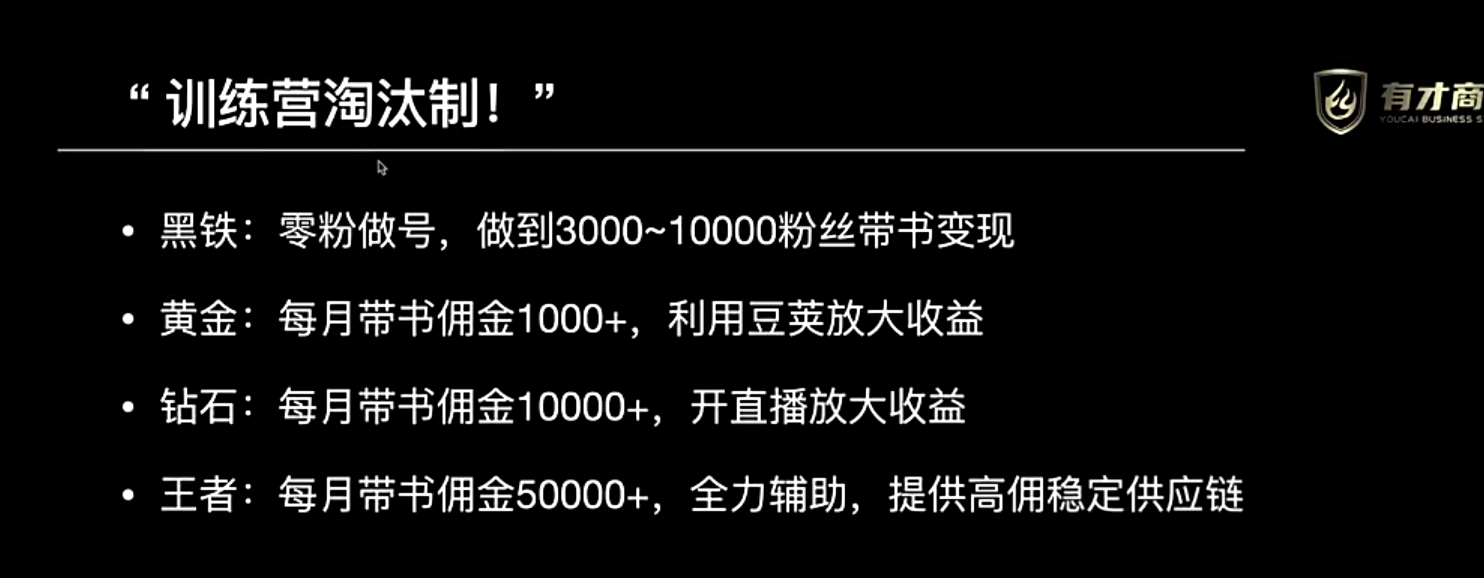 “ 训练营淘汰制！”
有才商
YOUCAI BUSINESS S
• 黑铁：零粉做号，做到3000~10000粉丝带书变现
• 黄金：每月带书佣金1000+，利用豆荚放大收益
• 钻石：每月带书佣金10000+，开直播放大收益
• 王者：每月带书佣金50000+，全力辅助，提供高佣稳定供应链